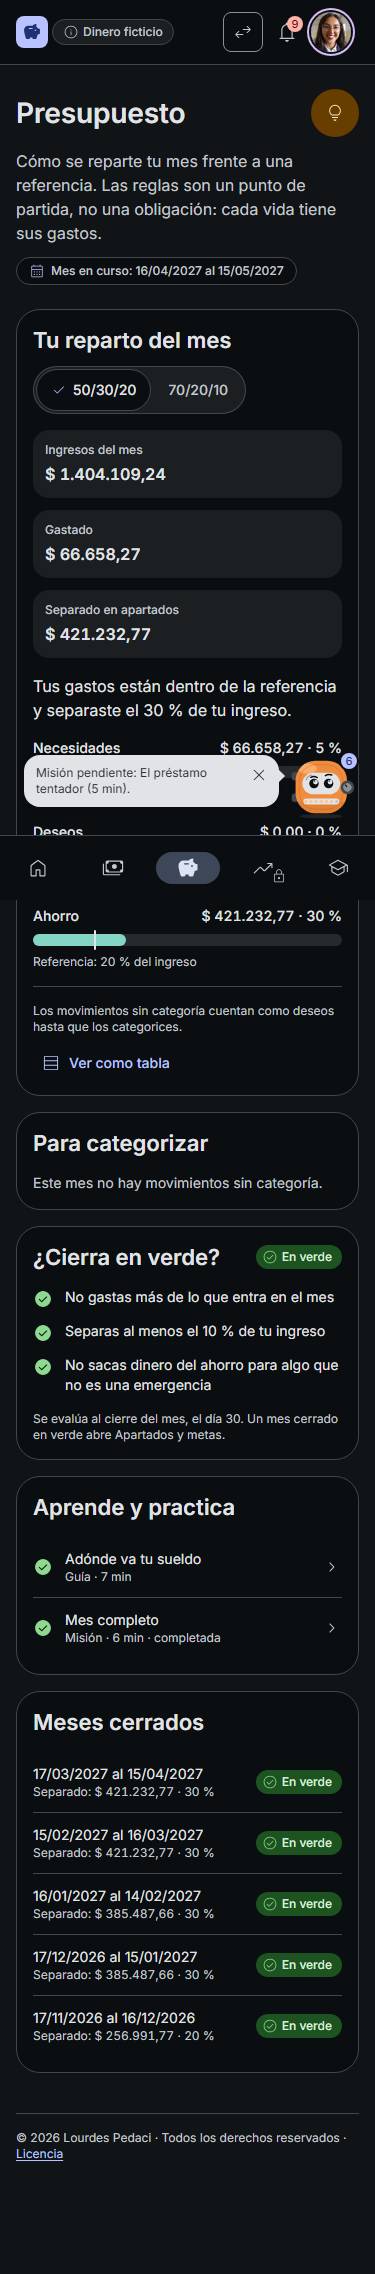 Dinero ficticio
9
Presupuesto
Cómo se reparte tu mes frente a una
referencia. Las reglas son un punto de
partida, no una obligación: cada vida tiene
sus gastos.
Mes en curso: 16/04/2027 al 15/05/2027
Tu reparto del mes
50/30/20
70/20/10
Ingresos del mes
$ 1.404.109,24
Gastado
$ 66.658,27
Separado en apartados
$ 421.232,77
Tus gastos están dentro de la referencia
y separaste el 30 % de tu ingreso.
Necesidades $ 66.658,27 · 5 %
6
Misión pendiente: El préstamo
tentador (5 min).
Deseos $ 0,00 · 0 %
Ahorro $ 421.232,77 · 30 %
Referencia: 20 % del ingreso
Los movimientos sin categoría cuentan como deseos
hasta que los categorices.
Ver como tabla
Para categorizar
Este mes no hay movimientos sin categoría.
¿Cierra en verde? En verde
No gastas más de lo que entra en el mes
Separas al menos el 10 % de tu ingreso
No sacas dinero del ahorro para algo que
no es una emergencia
Se evalúa al cierre del mes, el día 30. Un mes cerrado
en verde abre Apartados y metas.
Aprende y practica
Adónde va tu sueldo
Guía · 7 min
Mes completo
Misión · 6 min · completada
Meses cerrados
17/03/2027 al 15/04/2027
Separado: $ 421.232,77 · 30 %
En verde
15/02/2027 al 16/03/2027
Separado: $ 421.232,77 · 30 %
En verde
16/01/2027 al 14/02/2027
Separado: $ 385.487,66 · 30 %
En verde
17/12/2026 al 15/01/2027
Separado: $ 385.487,66 · 30 %
En verde
17/11/2026 al 16/12/2026
Separado: $ 256.991,77 · 20 %
En verde
© 2026 Lourdes Pedaci · Todos los derechos reservados ·
Licencia